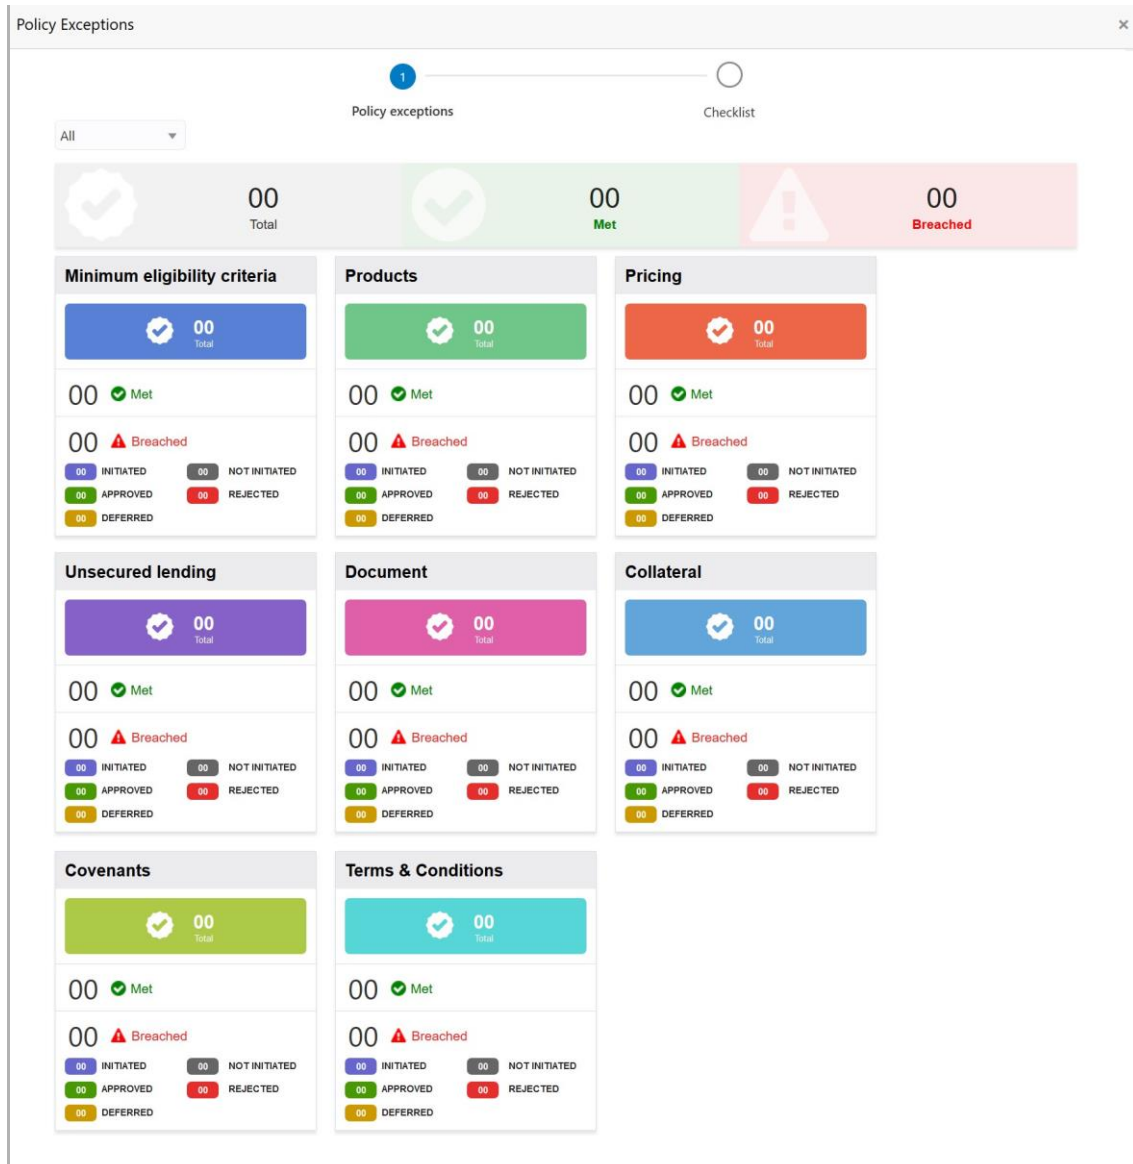 Policy Exceptions ×
1
Policy exceptions Checklist
All
00 00 00
Total Met Breached
Minimum eligibility criteria Products Pricing
00 00 00
Total Total Total
00 Met 00 Met 00 Met
00 Breached 00 Breached 00 Breached
00 INITIATED 00 NOT INITIATED 00 INITIATED 00 NOT INITIATED 00 INITIATED 00 NOT INITIATED
00 APPROVED 00 REJECTED 00 APPROVED 00 REJECTED 00 APPROVED 00 REJECTED
00 DEFERRED 00 DEFERRED 00 DEFERRED
Unsecured lending Document Collateral
00 00 00
Total Total Total
00 Met 00 Met 00 Met
00 Breached 00 Breached 00 Breached
00 INITIATED 00 NOT INITIATED 00 INITIATED 00 NOT INITIATED 00 INITIATED 00 NOT INITIATED
00 APPROVED 00 REJECTED 00 APPROVED 00 REJECTED 00 APPROVED 00 REJECTED
00 DEFERRED 00 DEFERRED 00 DEFERRED
Covenants Terms & Conditions
00 00
Total Total
00 Met 00 Met
00 Breached 00 Breached
00 INITIATED 00 NOT INITIATED 00 INITIATED 00 NOT INITIATED
00 APPROVED 00 REJECTED 00 APPROVED 00 REJECTED
00 DEFERRED 00 DEFERRED